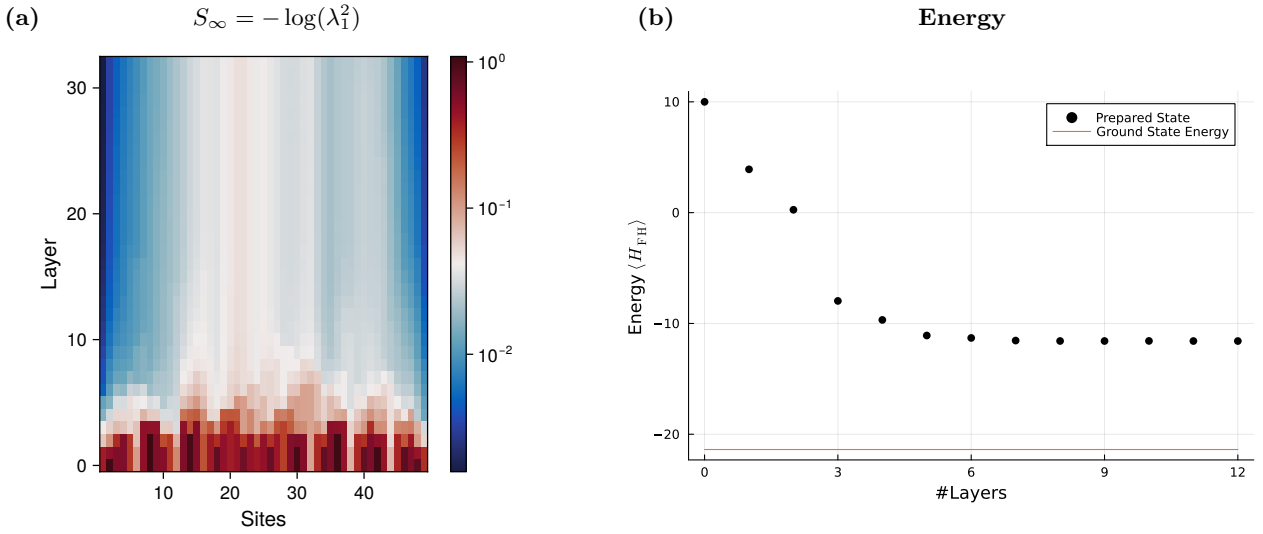 (a)
S∞ = − log(λ₁²)
30
20
10
0
Layer
10 20 30 40
Sites
10⁰
10⁻¹
10⁻²
(b)
Energy
10
0
−10
−20
Energy ⟨H_FH⟩
Prepared State
Ground State Energy
0 3 6 9 12
#Layers